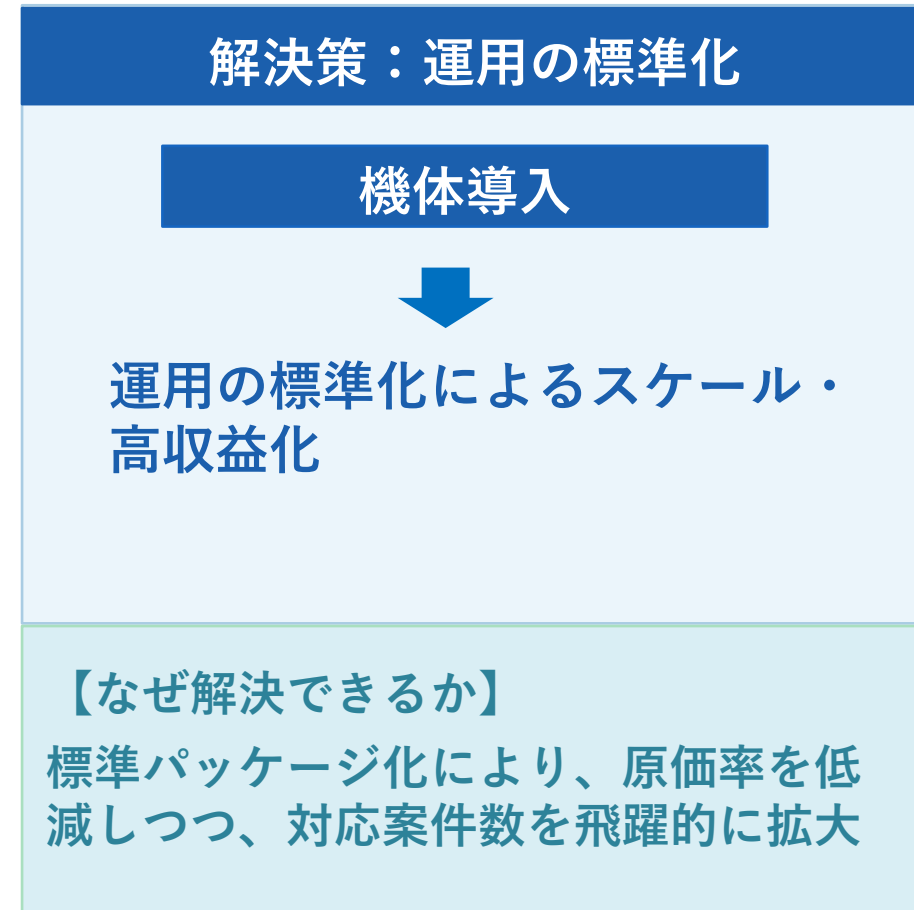 解決策：運用の標準化
機体導入
運用の標準化によるスケール・
高収益化
【なぜ解決できるか】
標準パッケージ化により、原価率を低
減しつつ、対応案件数を飛躍的に拡大